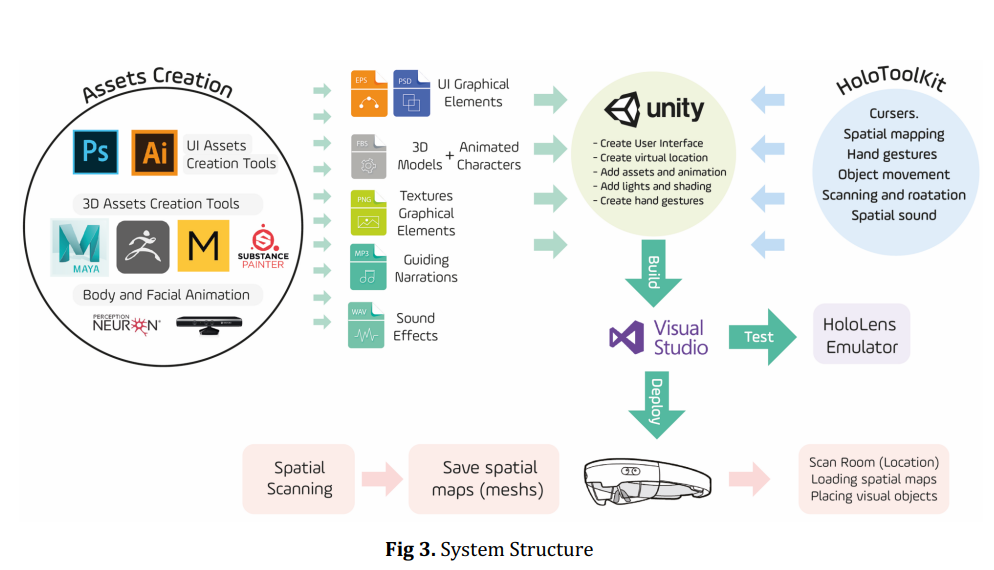 Assets Creation
Ps
Ai
UI Assets
Creation Tools
3D Assets Creation Tools
MAYA
M
SUBSTANCE
PAINTER
Body and Facial Animation
PERCEPTION
NEURON
EPS
PSD
UI Graphical
Elements
FBS
3D
Models
+
Animated
Characters
PNG
Textures
Graphical
Elements
MP3
Guiding
Narrations
WAV
Sound
Effects
unity
- Create User Interface
- Create virtual location
- Add assets and animation
- Add lights and shading
- Create hand gestures
HoloToolKit
Cursers.
Spatial mapping
Hand gestures
Object movement
Scanning and roatation
Spatial sound
Build
Visual
Studio
Test
HoloLens
Emulator
Deploy
Spatial
Scanning
Save spatial
maps (meshs)
Scan Room (Location)
Loading spatial maps
Placing visual objects
Fig 3. System Structure